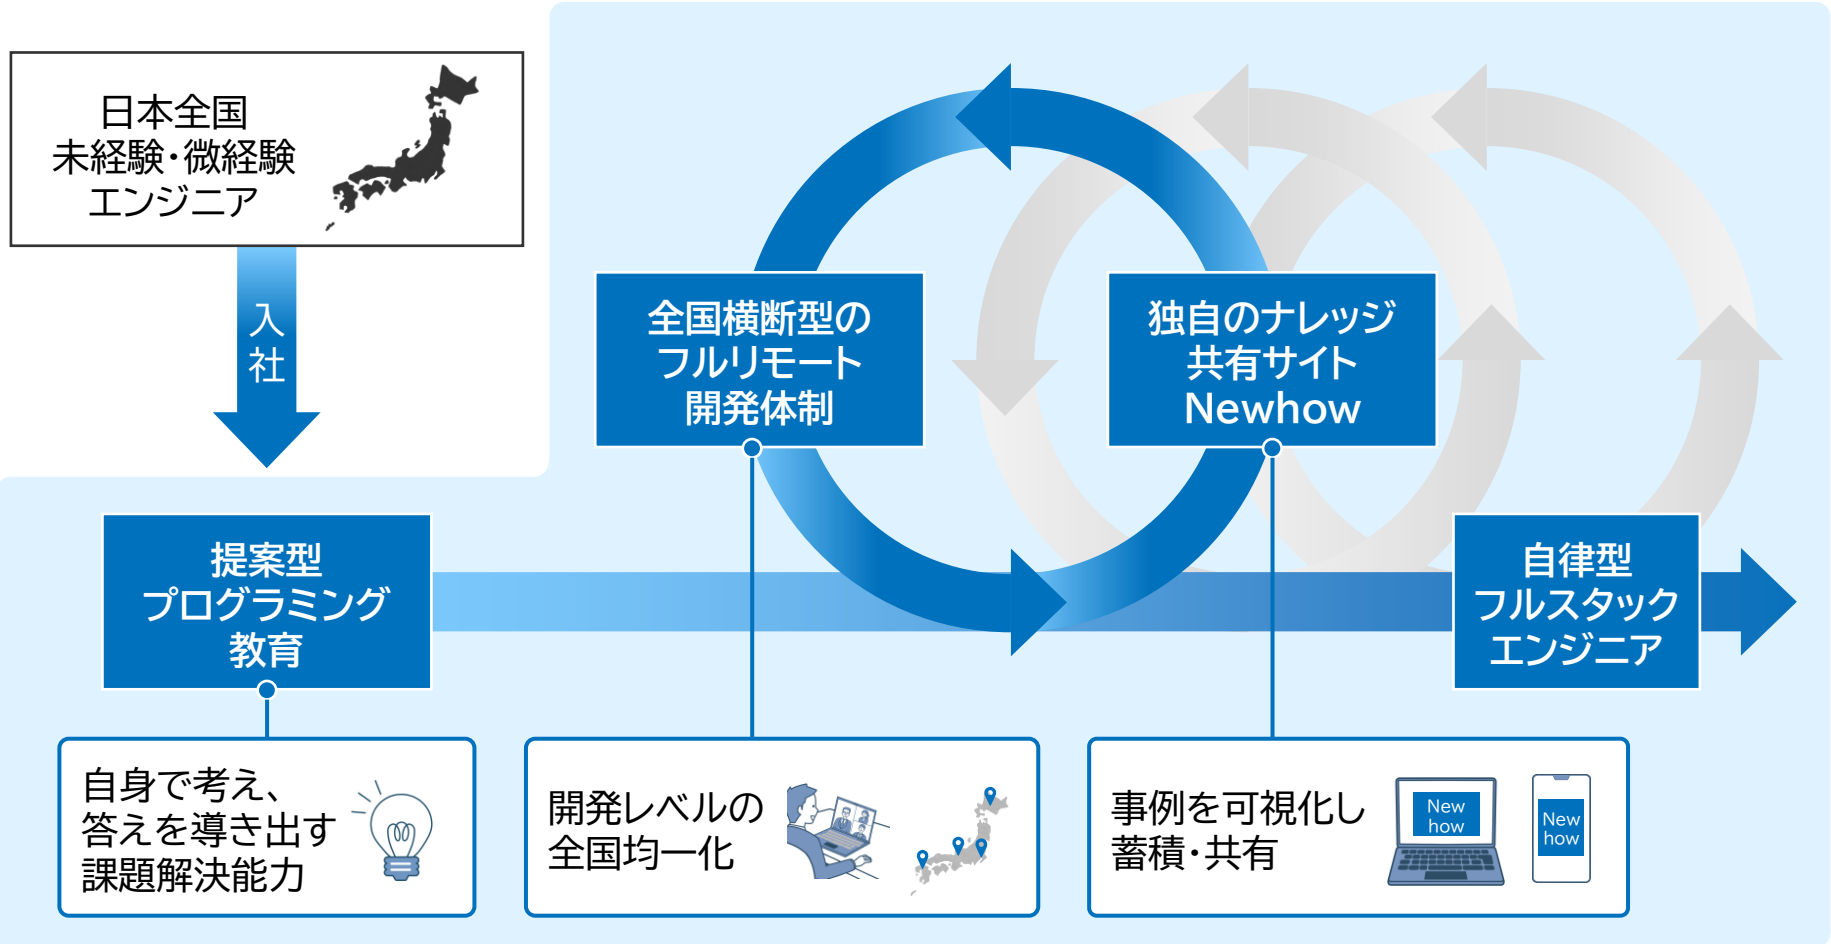 日本全国
未経験・微経験
エンジニア
入
社
全国横断型の
フルリモート
開発体制
独自のナレッジ
共有サイト
Newhow
提案型
プログラミング
教育
自律型
フルスタック
エンジニア
自身で考え、
答えを導き出す
課題解決能力
開発レベルの
全国均一化
事例を可視化し
蓄積・共有
New
how
New
how